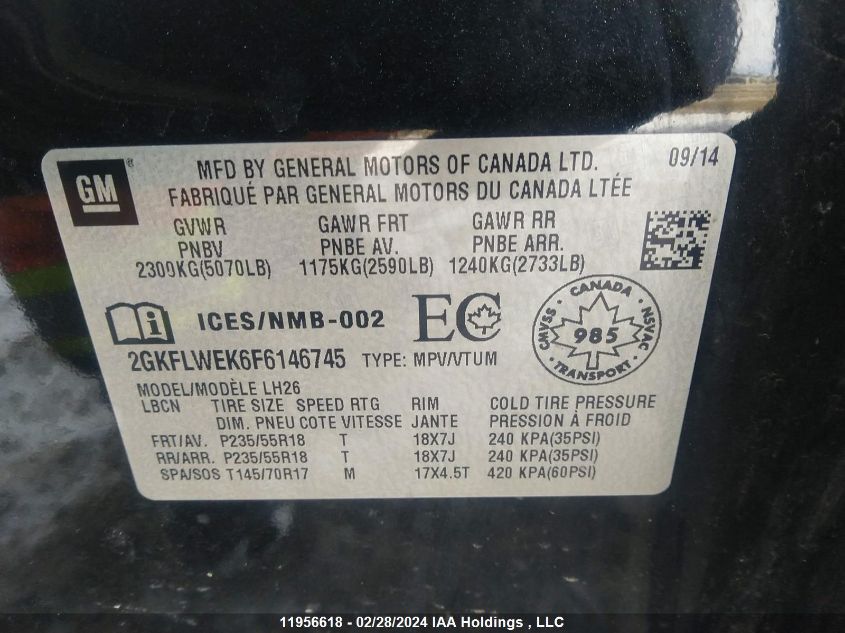 GM ®
MFD BY GENERAL MOTORS OF CANADA LTD. 09/14
FABRIQUÉ PAR GENERAL MOTORS DU CANADA LTÉE
GVWR GAWR FRT GAWR RR
PNBV PNBE AV. PNBE ARR.
2300KG(5070LB) 1175KG(2590LB) 1240KG(2733LB)
i ICES/NMB-002 EC
CANADA
CMVSS 985 NSVAC
TRANSPORT
2GKFLWEK6F6146745 TYPE: MPV/VTUM
MODEL/MODÈLE LH26
LBCN TIRE SIZE SPEED RTG RIM COLD TIRE PRESSURE
DIM. PNEU COTE VITESSE JANTE PRESSION À FROID
FRT/AV. P235/55R18 T 18X7J 240 KPA(35PSI)
RR/ARR. P235/55R18 T 18X7J 240 KPA(35PSI)
SPA/SOS T145/70R17 M 17X4.5T 420 KPA(60PSI)
11956618 - 02/28/2024 IAA Holdings , LLC